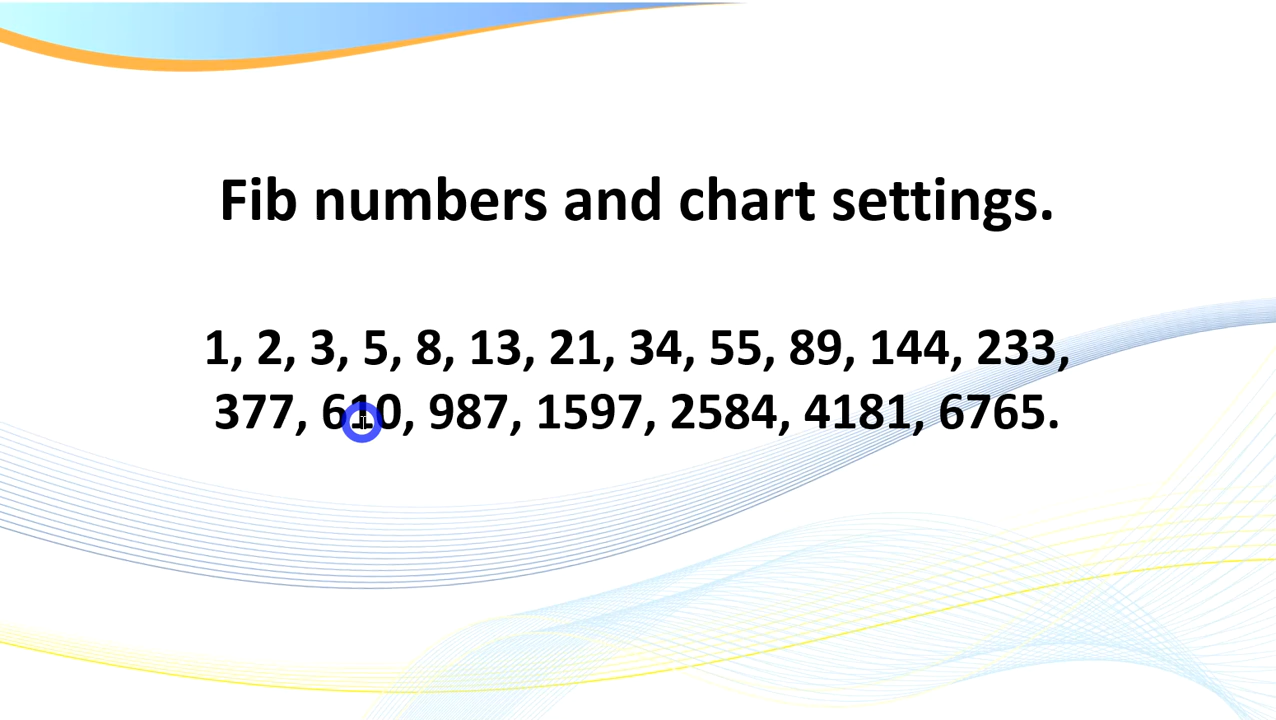 Fib numbers and chart settings.
1, 2, 3, 5, 8, 13, 21, 34, 55, 89, 144, 233,
377, 610, 987, 1597, 2584, 4181, 6765.